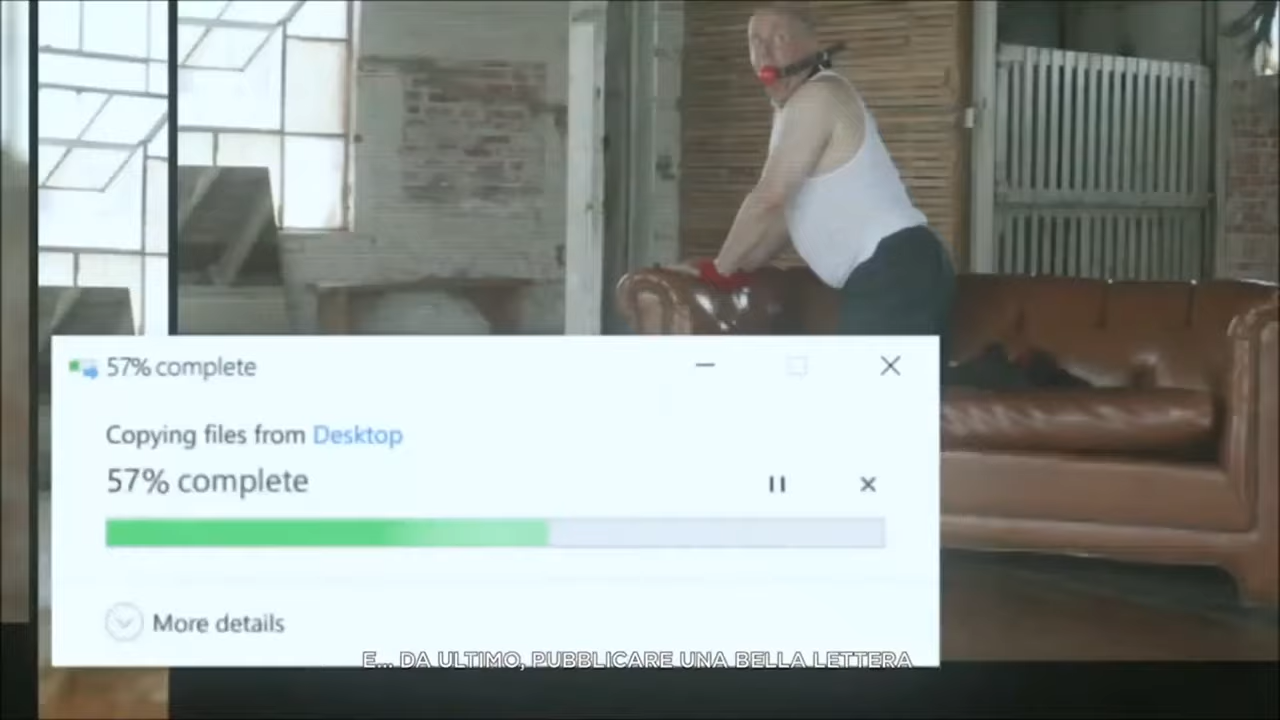 57% complete
Copying files from Desktop
57% complete
More details
E... DA ULTIMO, PUBBLICARE UNA BELLA LETTERA